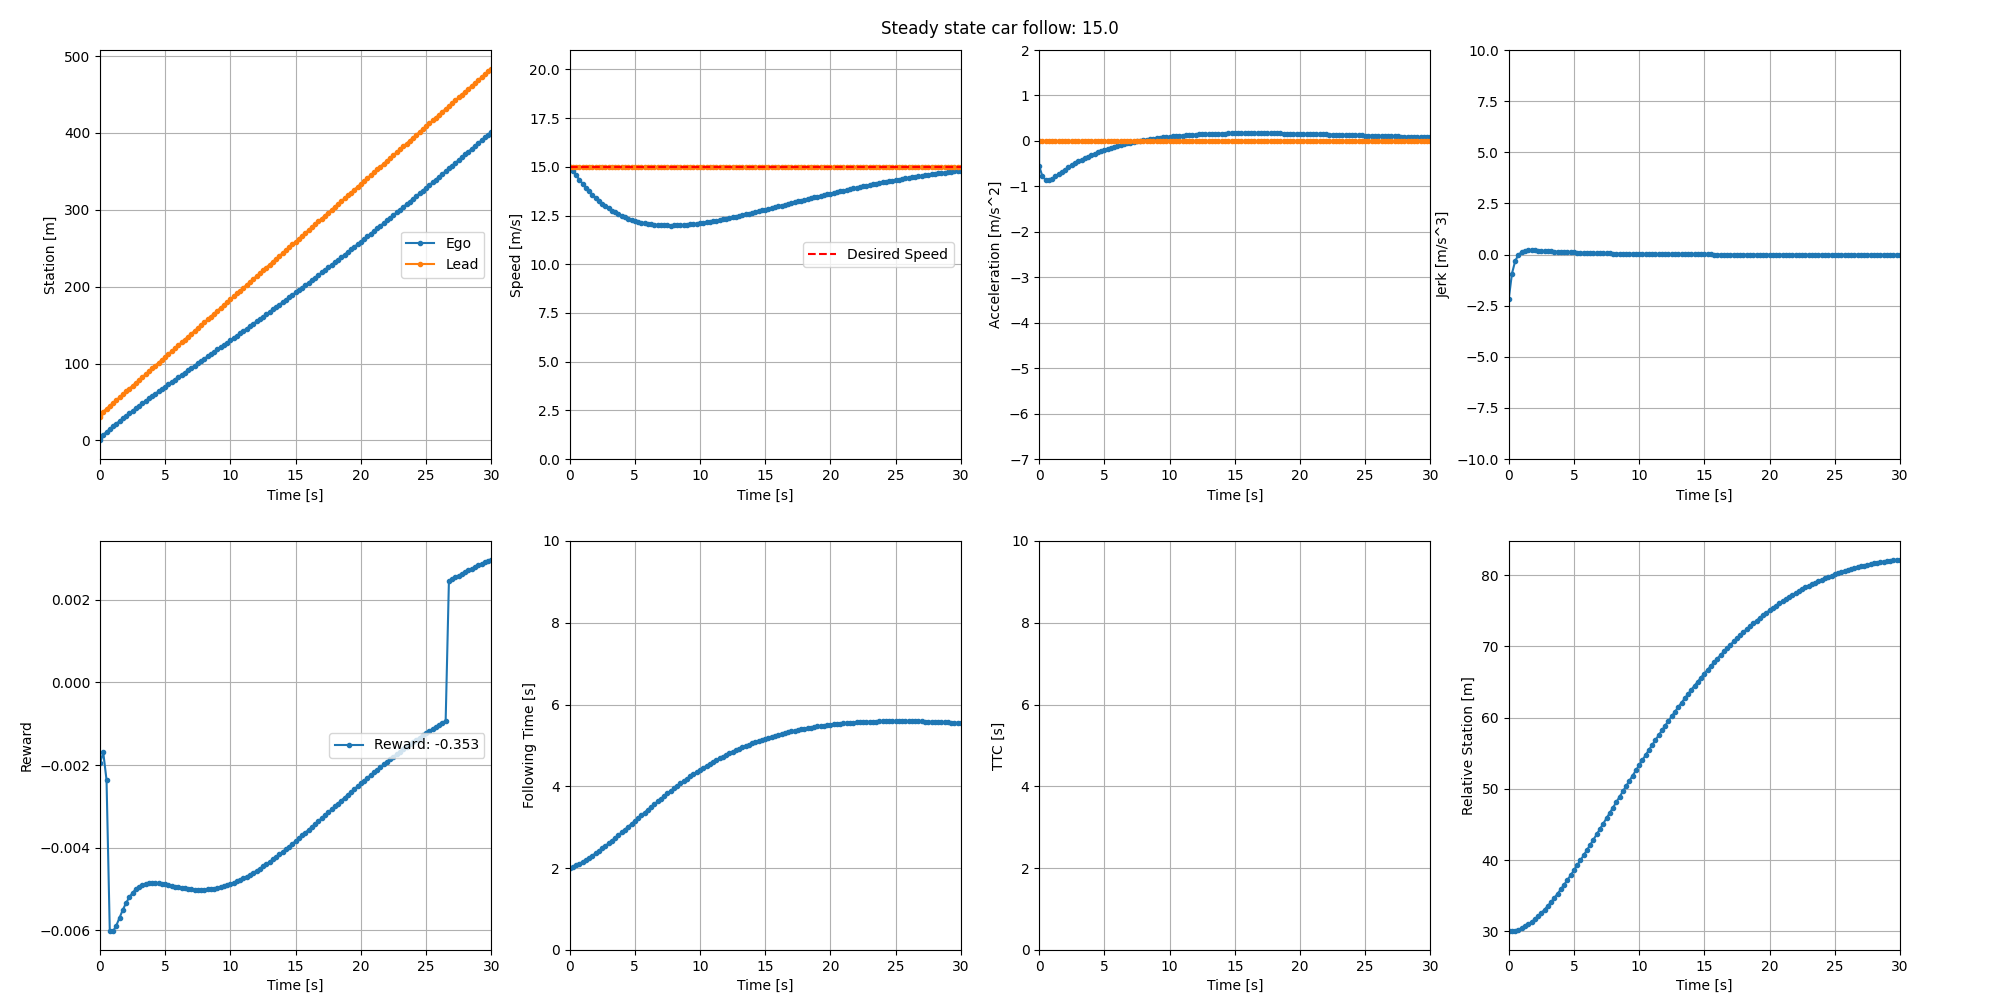 Steady state car follow: 15.0
Station [m]
500
400
300
200
100
0
0 5 10 15 20 25 30
Time [s]
Ego
Lead
Speed [m/s]
20.0
17.5
15.0
12.5
10.0
7.5
5.0
2.5
0.0
0 5 10 15 20 25 30
Time [s]
Desired Speed
Acceleration [m/s^2]
2
1
0
−1
−2
−3
−4
−5
−6
−7
0 5 10 15 20 25 30
Time [s]
Jerk [m/s^3]
10.0
7.5
5.0
2.5
0.0
−2.5
−5.0
−7.5
−10.0
0 5 10 15 20 25 30
Time [s]
Reward
0.002
0.000
−0.002
−0.004
−0.006
0 5 10 15 20 25 30
Time [s]
Reward: -0.353
Following Time [s]
10
8
6
4
2
0
0 5 10 15 20 25 30
Time [s]
TTC [s]
10
8
6
4
2
0
0 5 10 15 20 25 30
Time [s]
Relative Station [m]
80
70
60
50
40
30
0 5 10 15 20 25 30
Time [s]